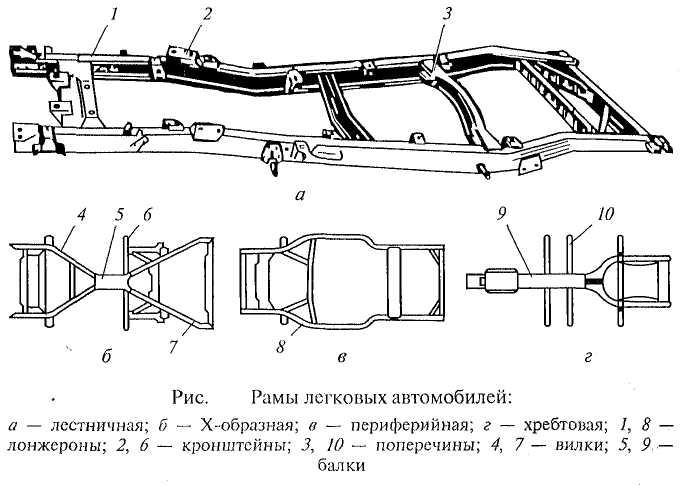 1 2 3
а
4 5 6 9 10
7 8
б в г
Рис. Рамы легковых автомобилей:
а — лестничная; б — Х-образная; в — периферийная; г — хребтовая; 1, 8 —
лонжероны; 2, 6 — кронштейны; 3, 10 — поперечины; 4, 7 — вилки; 5, 9 —
балки